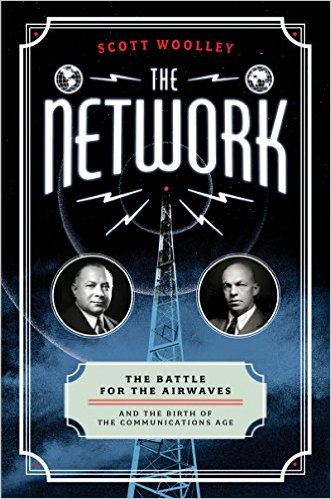 SCOTT WOOLLEY
THE
NETWORK
THE BATTLE
FOR THE AIRWAVES
AND THE BIRTH OF
THE COMMUNICATIONS AGE